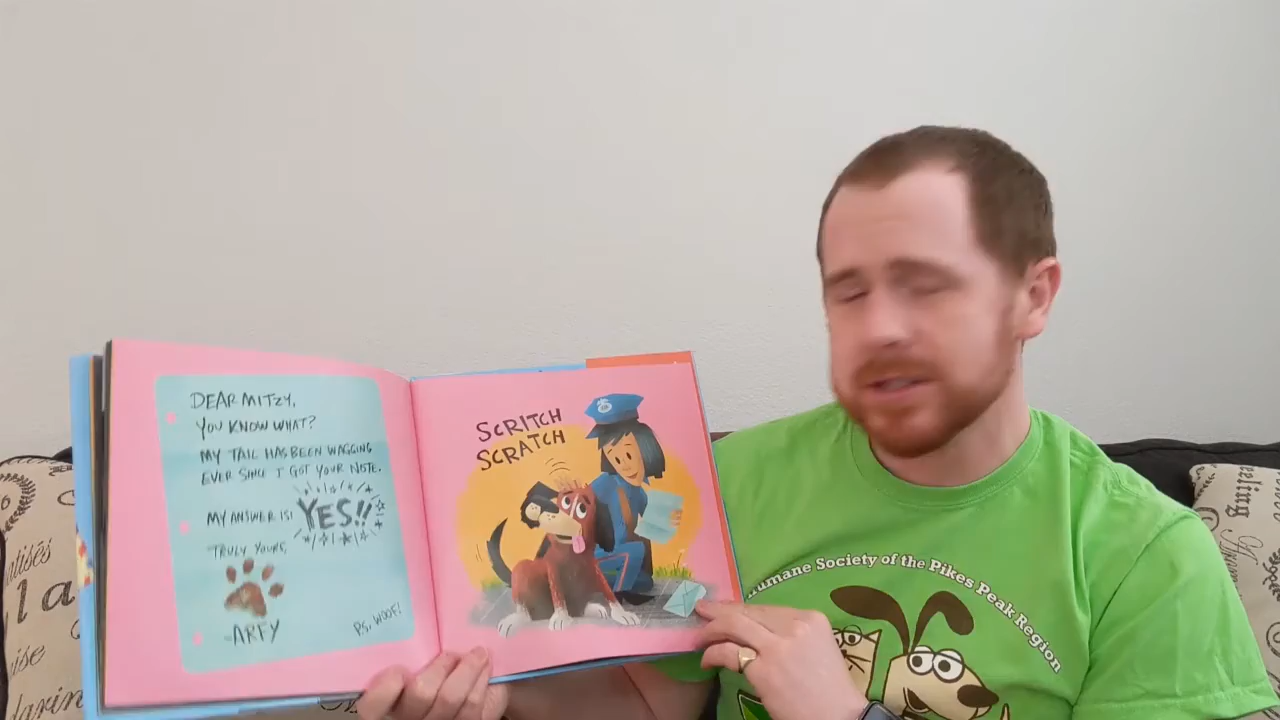 DEAR MITZY,
YOU KNOW WHAT?
MY TAIL HAS BEEN WAGGING
EVER SINCE I GOT YOUR NOTE.
MY ANSWER IS: YES!!
TRULY YOURS,
ARFY
P.S. WOOF!
SCRITCH
SCRATCH
Humane Society of the Pikes Peak Region
la